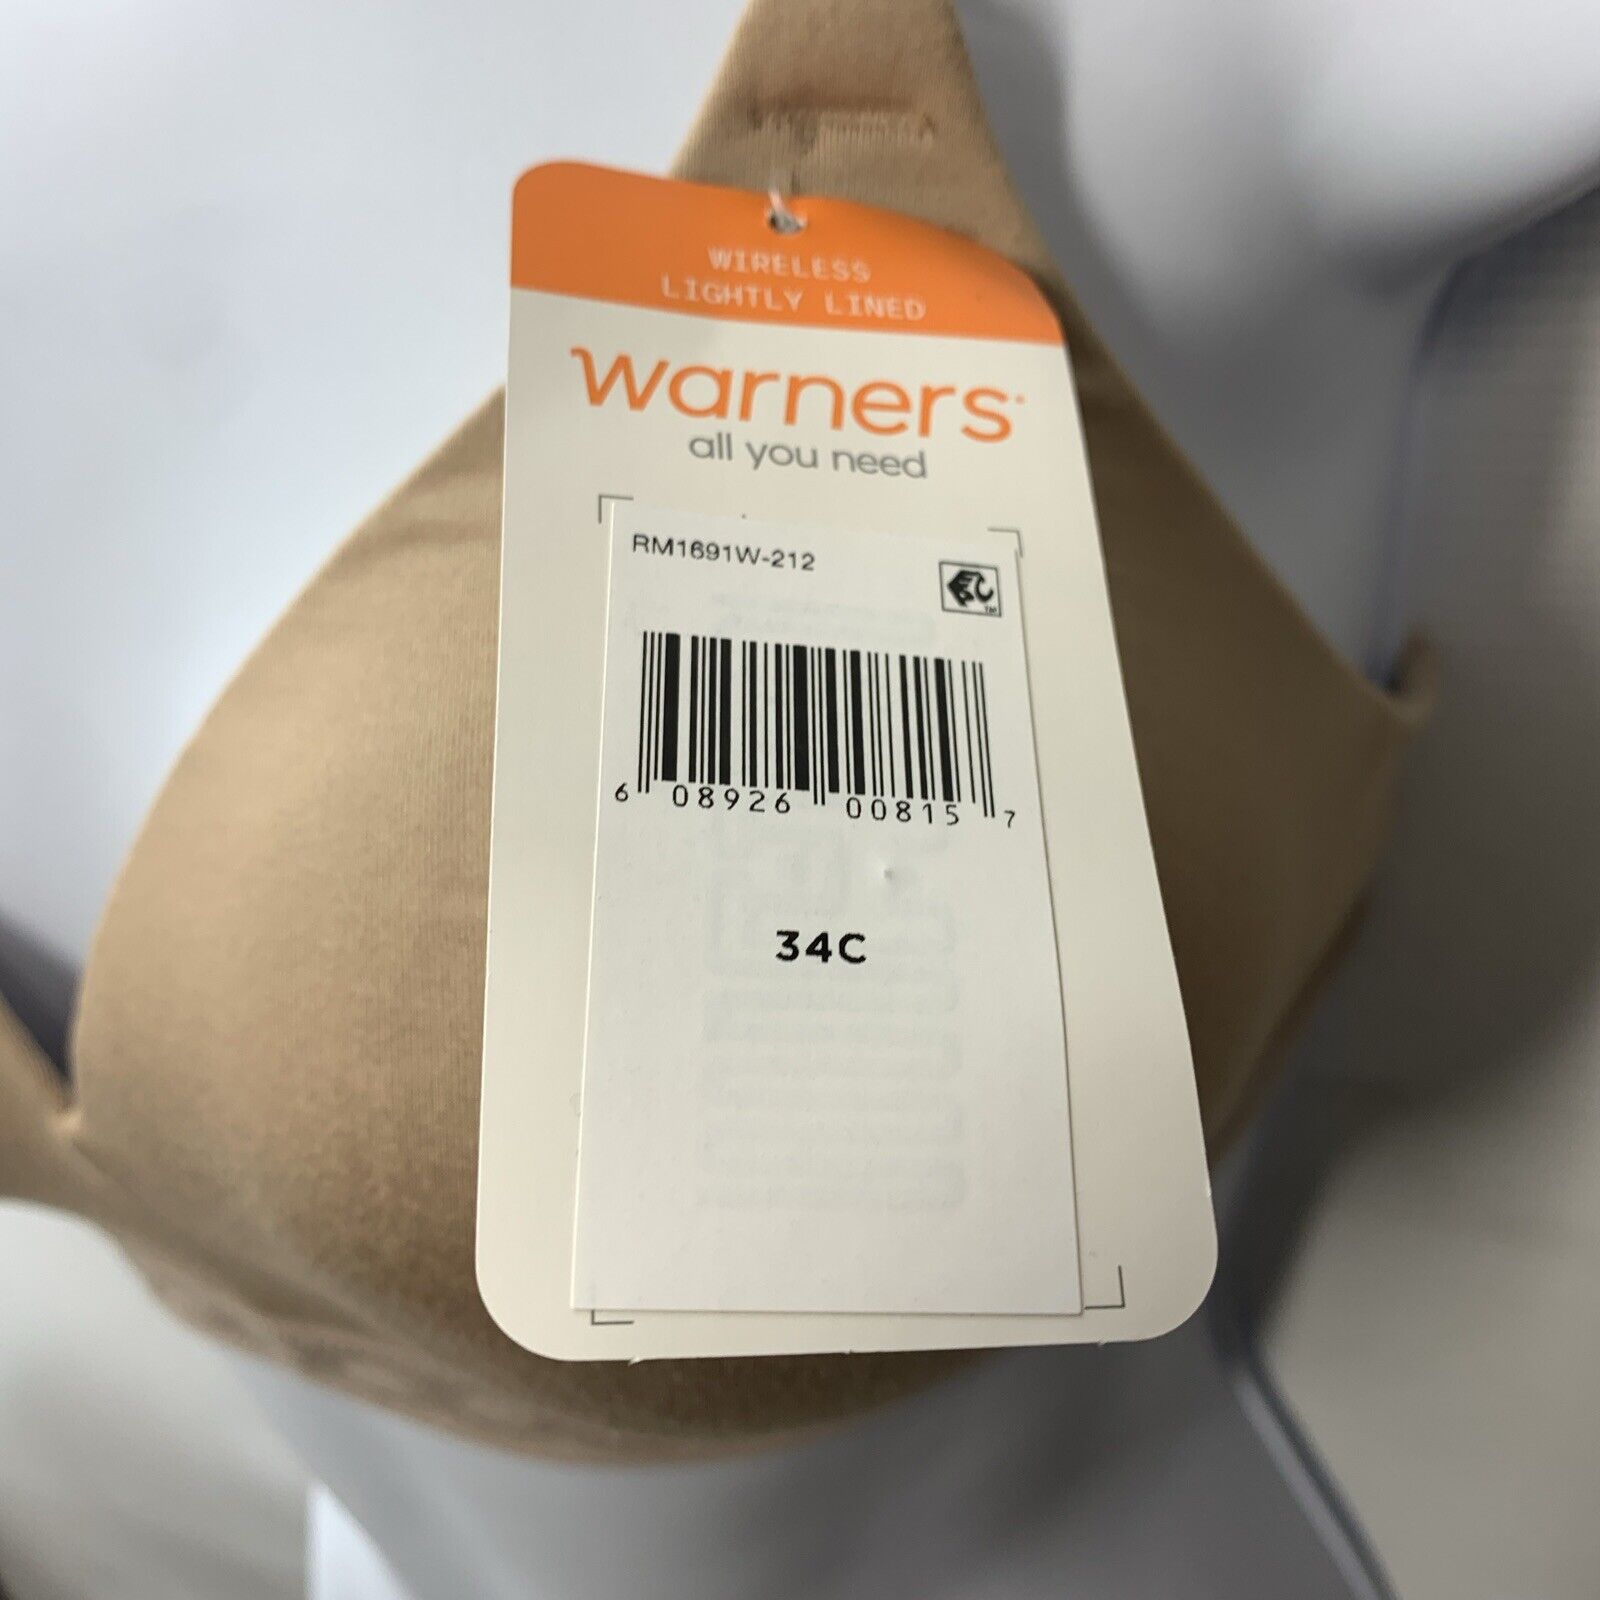 WIRELESS
LIGHTLY LINED
warners
all you need
RM1691W-212
6 08926 00815 7
34C